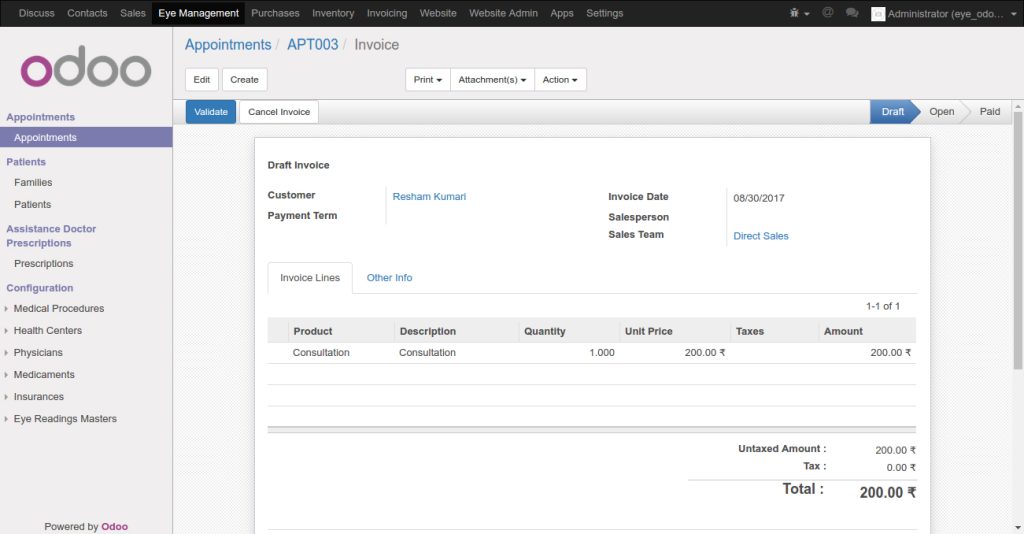 Discuss Contacts Sales Eye Management Purchases Inventory Invoicing Website Website Admin Apps Settings @ Administrator (eye_odo...
odoo
Appointments
Appointments
Patients
Families
Patients
Assistance Doctor
Prescriptions
Prescriptions
Configuration
Medical Procedures
Health Centers
Physicians
Medicaments
Insurances
Eye Readings Masters
Powered by Odoo
Appointments / APT003 / Invoice
Edit Create Print Attachment(s) Action
Validate Cancel Invoice Draft Open Paid
Draft Invoice
Customer Resham Kumari
Payment Term
Invoice Date 08/30/2017
Salesperson
Sales Team Direct Sales
Invoice Lines Other Info
1-1 of 1
Product Description Quantity Unit Price Taxes Amount
Consultation Consultation 1.000 200.00 ₹ 200.00 ₹
Untaxed Amount : 200.00 ₹
Tax : 0.00 ₹
Total : 200.00 ₹